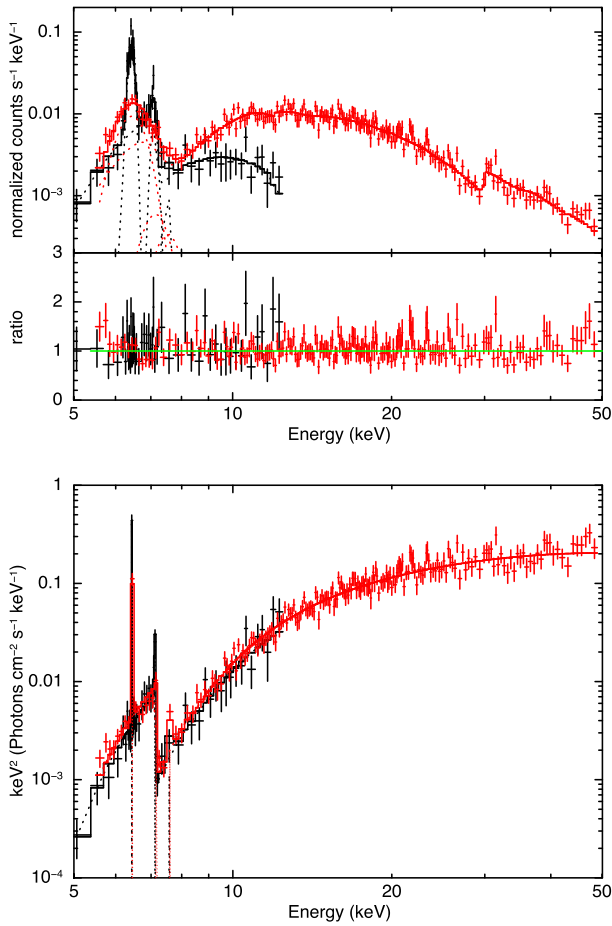 normalized counts s⁻¹ keV⁻¹
0.1
0.01
10⁻³
3
ratio
2
1
0
5 10 20 50
Energy (keV)
keV² (Photons cm⁻² s⁻¹ keV⁻¹)
1
0.1
0.01
10⁻³
10⁻⁴
5 10 20 50
Energy (keV)